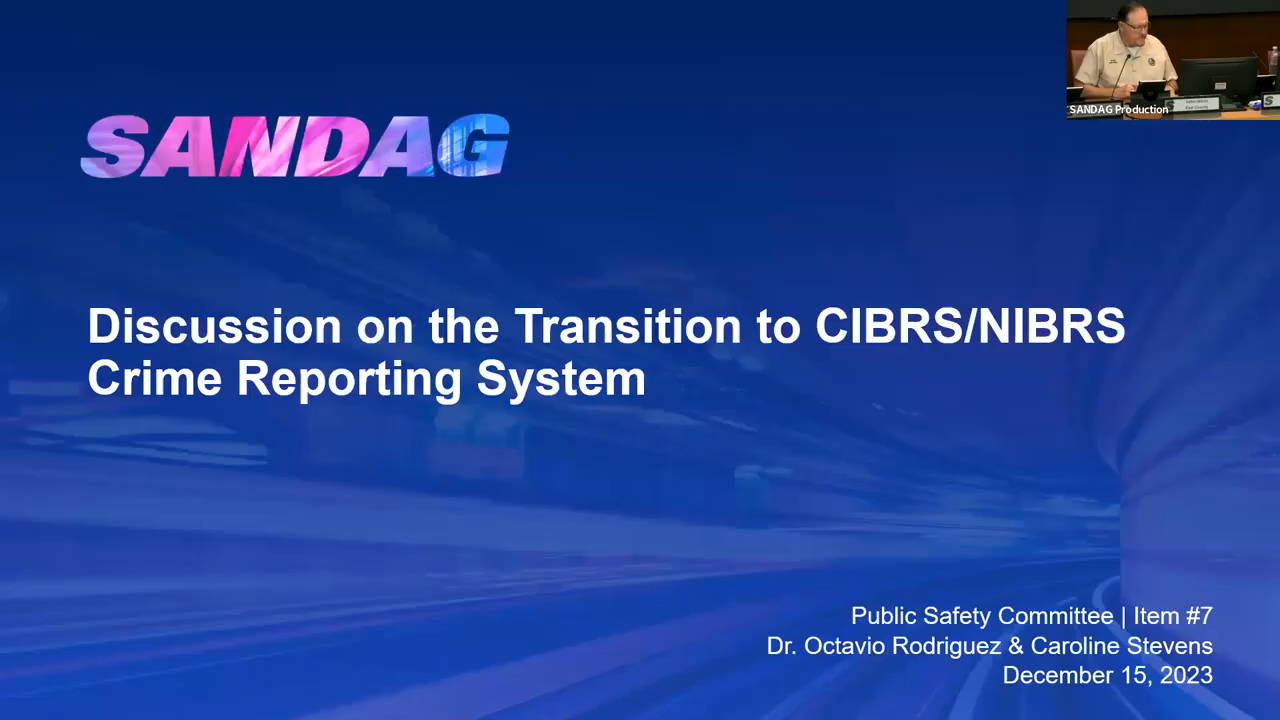 SANDAG
SANDAG Production
Discussion on the Transition to CIBRS/NIBRS
Crime Reporting System
Public Safety Committee | Item #7
Dr. Octavio Rodriguez & Caroline Stevens
December 15, 2023